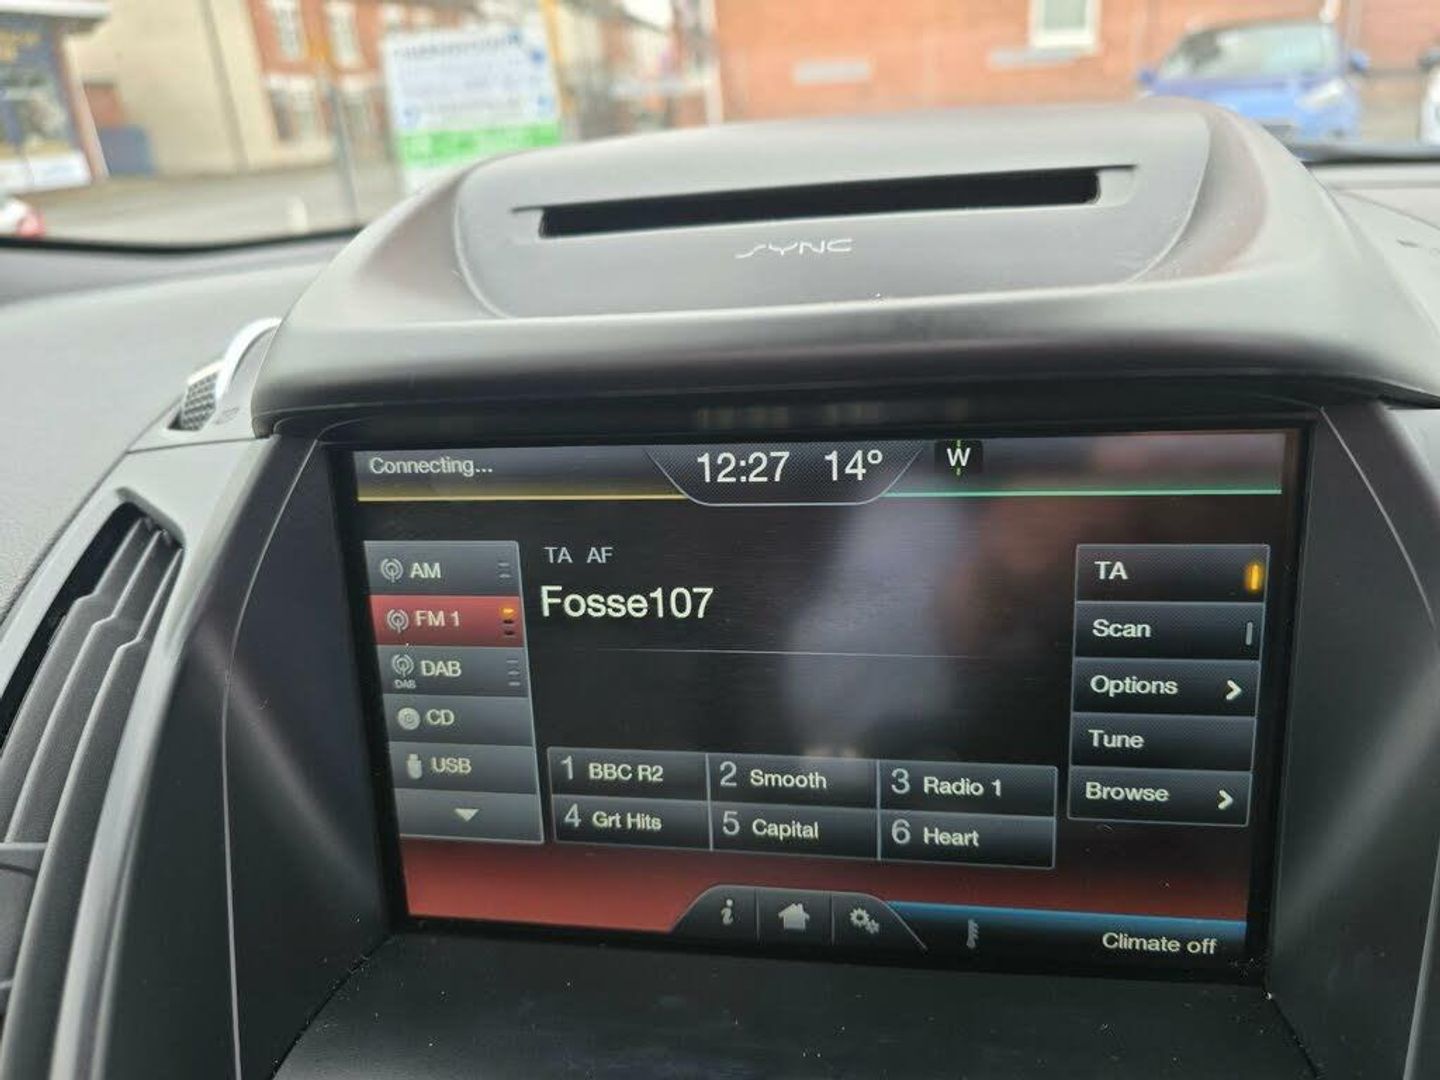 SYNC
Connecting...
12:27 14° W
AM
FM 1
DAB
DAB
CD
USB
TA AF
Fosse107
TA
Scan
Options
Tune
Browse
1 BBC R2
2 Smooth
3 Radio 1
4 Grt Hits
5 Capital
6 Heart
i
Climate off